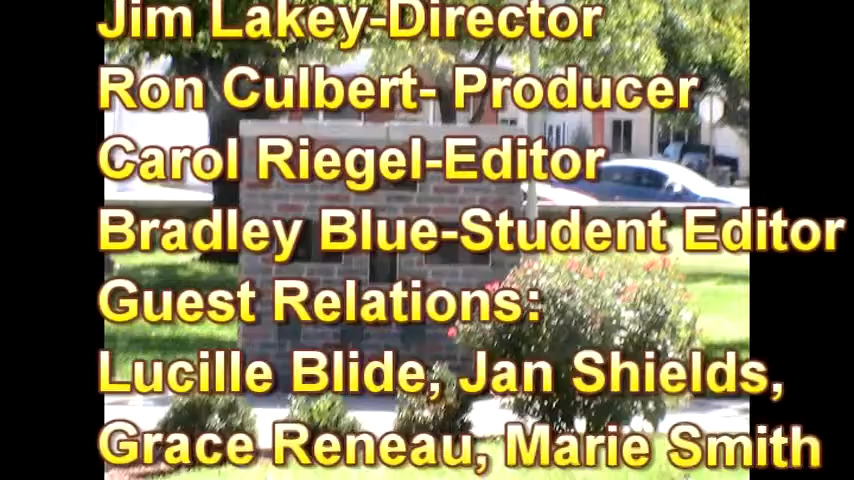 Jim Lakey-Director
Ron Culbert- Producer
Carol Riegel-Editor
Bradley Blue-Student Editor
Guest Relations:
Lucille Blide, Jan Shields,
Grace Reneau, Marie Smith